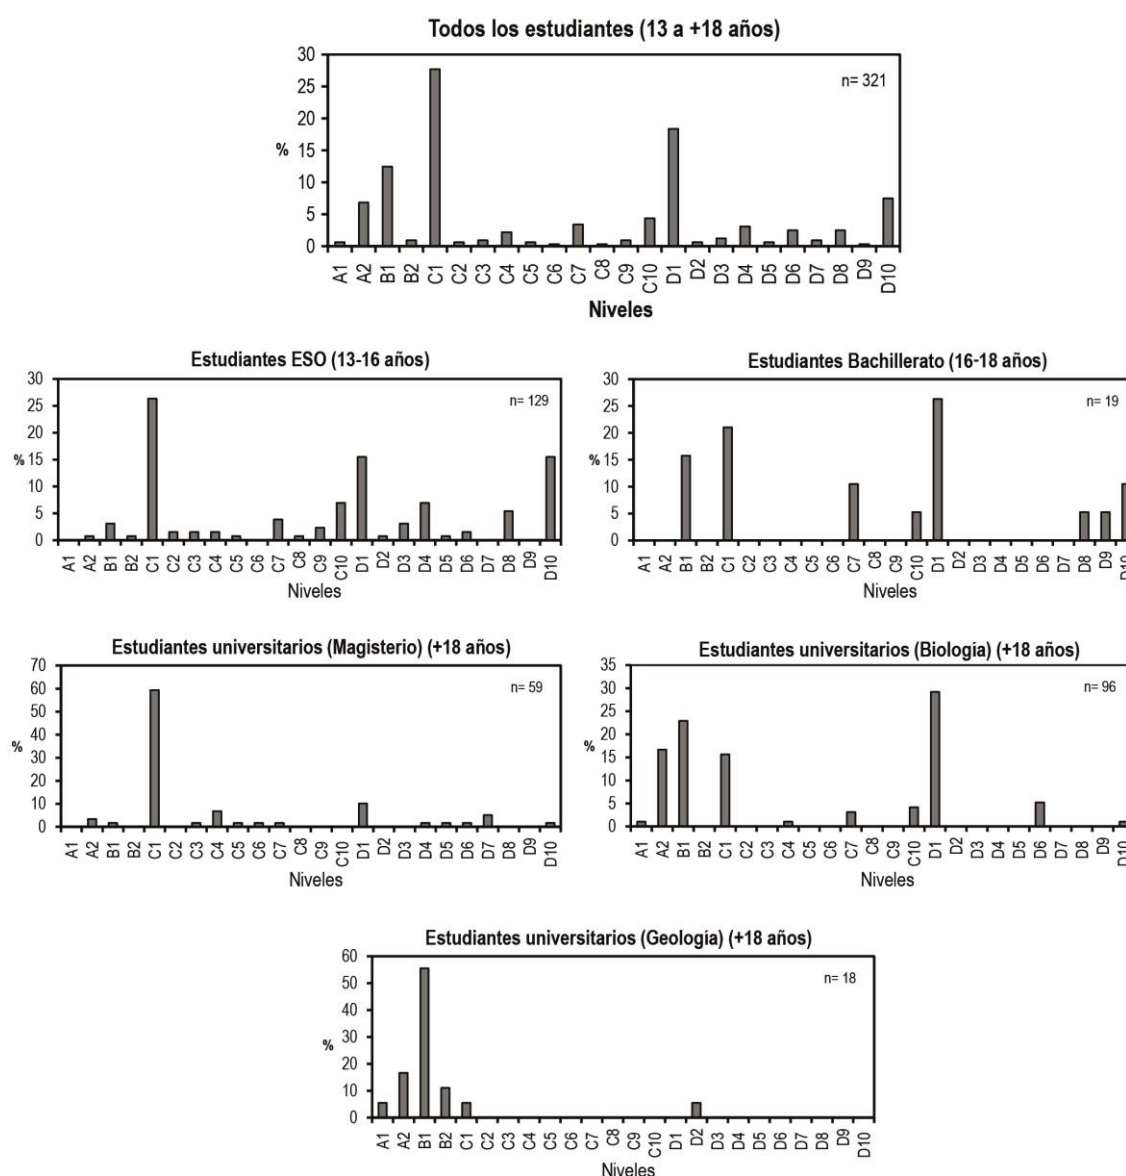 Todos los estudiantes (13 a +18 años)
30
25
20
15
10
5
0
%
n= 321
A1 A2 B1 B2 C1 C2 C3 C4 C5 C6 C7 C8 C9 C10 D1 D2 D3 D4 D5 D6 D7 D8 D9 D10
Niveles
Estudiantes ESO (13-16 años)
30
25
20
15
10
5
0
%
n= 129
A1 A2 B1 B2 C1 C2 C3 C4 C5 C6 C7 C8 C9 C10 D1 D2 D3 D4 D5 D6 D7 D8 D9 D10
Niveles
Estudiantes Bachillerato (16-18 años)
30
25
20
15
10
5
0
%
n= 19
A1 A2 B1 B2 C1 C2 C3 C4 C5 C6 C7 C8 C9 C10 D1 D2 D3 D4 D5 D6 D7 D8 D9 D10
Niveles
Estudiantes universitarios (Magisterio) (+18 años)
70
60
50
40
30
20
10
0
%
n= 59
A1 A2 B1 B2 C1 C2 C3 C4 C5 C6 C7 C8 C9 C10 D1 D2 D3 D4 D5 D6 D7 D8 D9 D10
Niveles
Estudiantes universitarios (Biología) (+18 años)
35
30
25
20
15
10
5
0
%
n= 96
A1 A2 B1 B2 C1 C2 C3 C4 C5 C6 C7 C8 C9 C10 D1 D2 D3 D4 D5 D6 D7 D8 D9 D10
Niveles
Estudiantes universitarios (Geología) (+18 años)
60
50
40
30
20
10
0
%
n= 18
A1 A2 B1 B2 C1 C2 C3 C4 C5 C6 C7 C8 C9 C10 D1 D2 D3 D4 D5 D6 D7 D8 D9 D10
Niveles